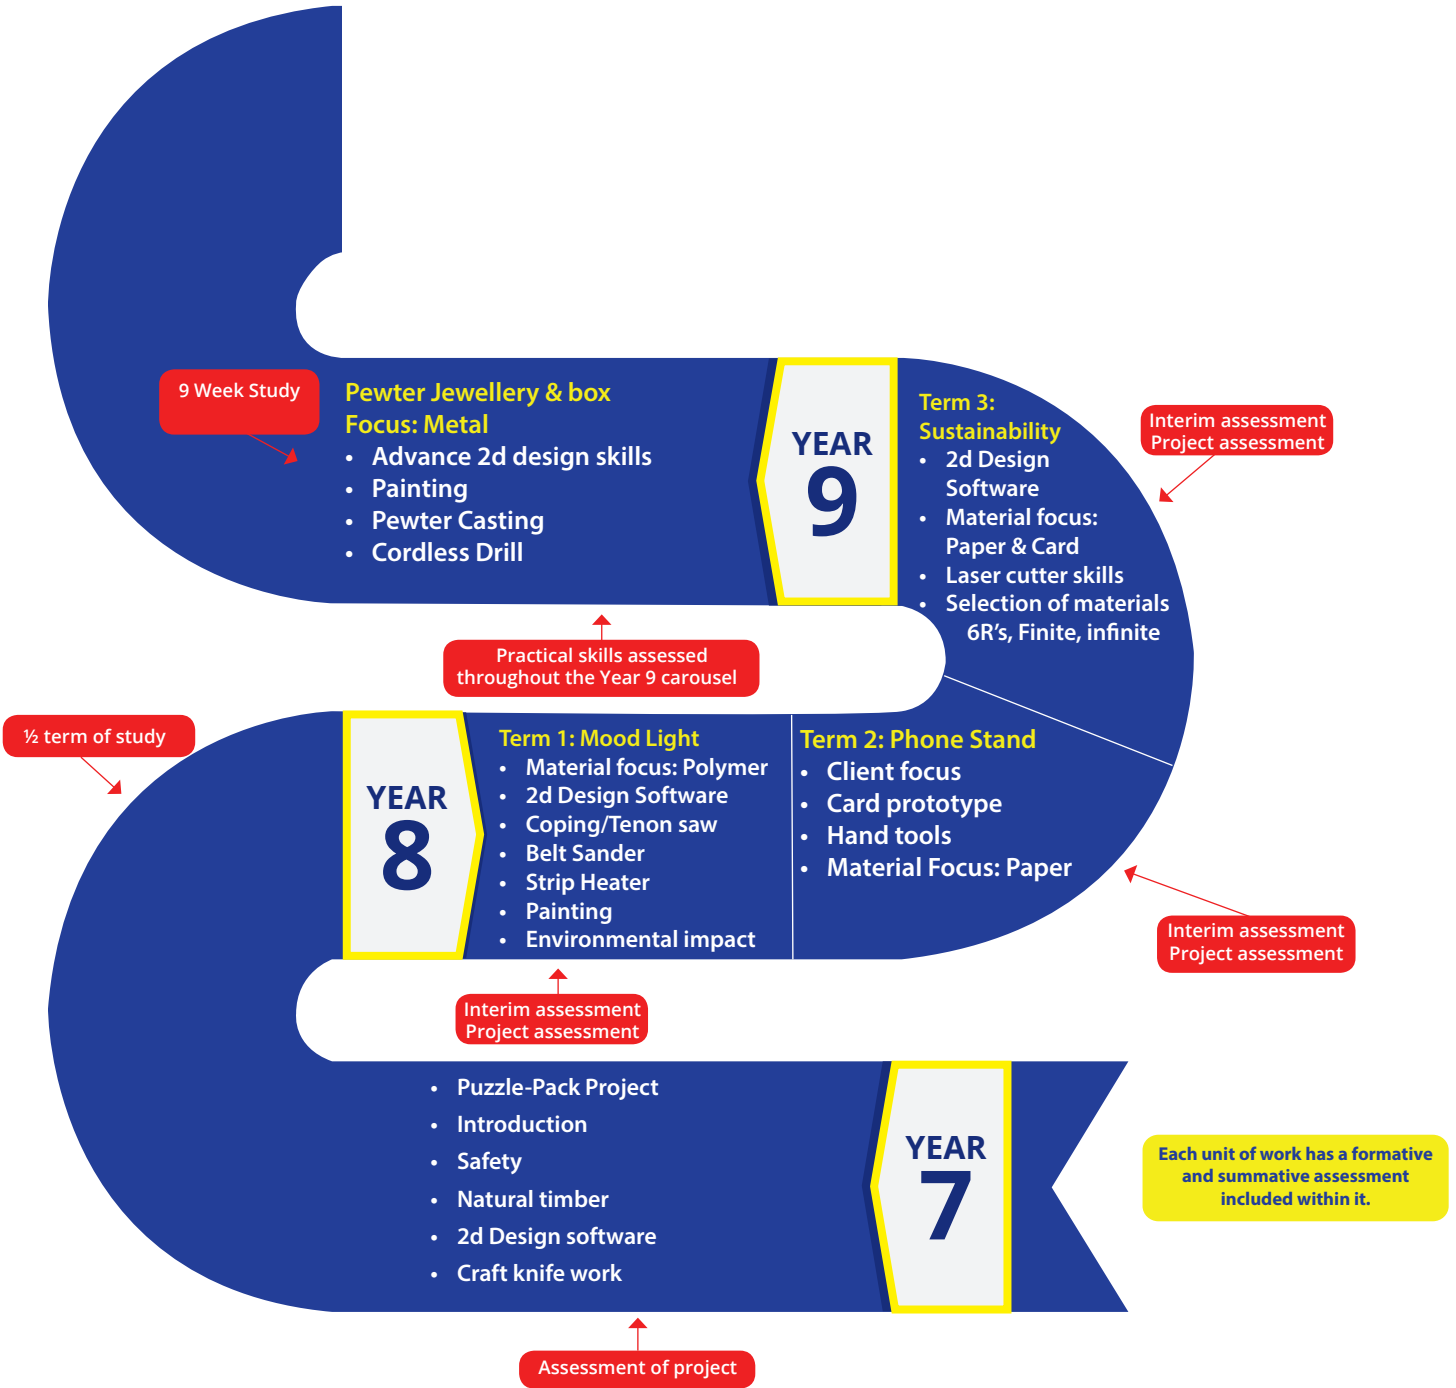 9 Week Study
Pewter Jewellery & box
Focus: Metal
• Advance 2d design skills
• Painting
• Pewter Casting
• Cordless Drill
YEAR
9
Term 3:
Sustainability
• 2d Design
Software
• Material focus:
Paper & Card
• Laser cutter skills
• Selection of materials
6R’s, Finite, infinite
Interim assessment
Project assessment
Practical skills assessed
throughout the Year 9 carousel
½ term of study
YEAR
8
Term 1: Mood Light
• Material focus: Polymer
• 2d Design Software
• Coping/Tenon saw
• Belt Sander
• Strip Heater
• Painting
• Environmental impact
Term 2: Phone Stand
• Client focus
• Card prototype
• Hand tools
• Material Focus: Paper
Interim assessment
Project assessment
Interim assessment
Project assessment
• Puzzle-Pack Project
• Introduction
• Safety
• Natural timber
• 2d Design software
• Craft knife work
YEAR
7
Each unit of work has a formative
and summative assessment
included within it.
Assessment of project